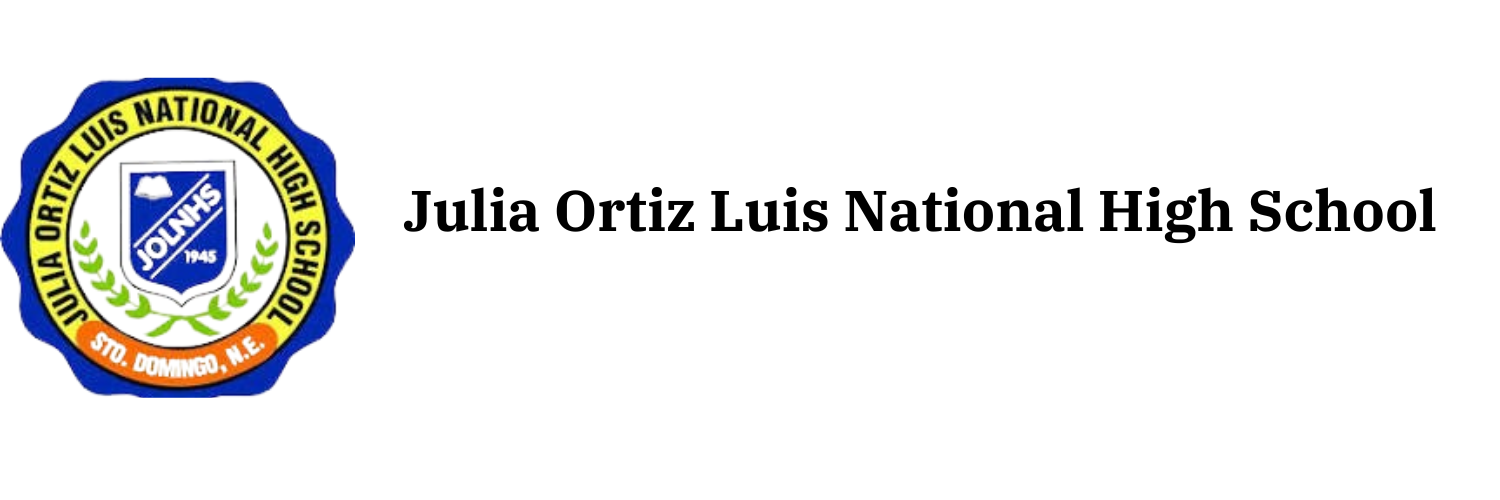 JULIA ORTIZ LUIS NATIONAL HIGH SCHOOL
JOLNHS
1945
STO. DOMINGO, N.E.
Julia Ortiz Luis National High School